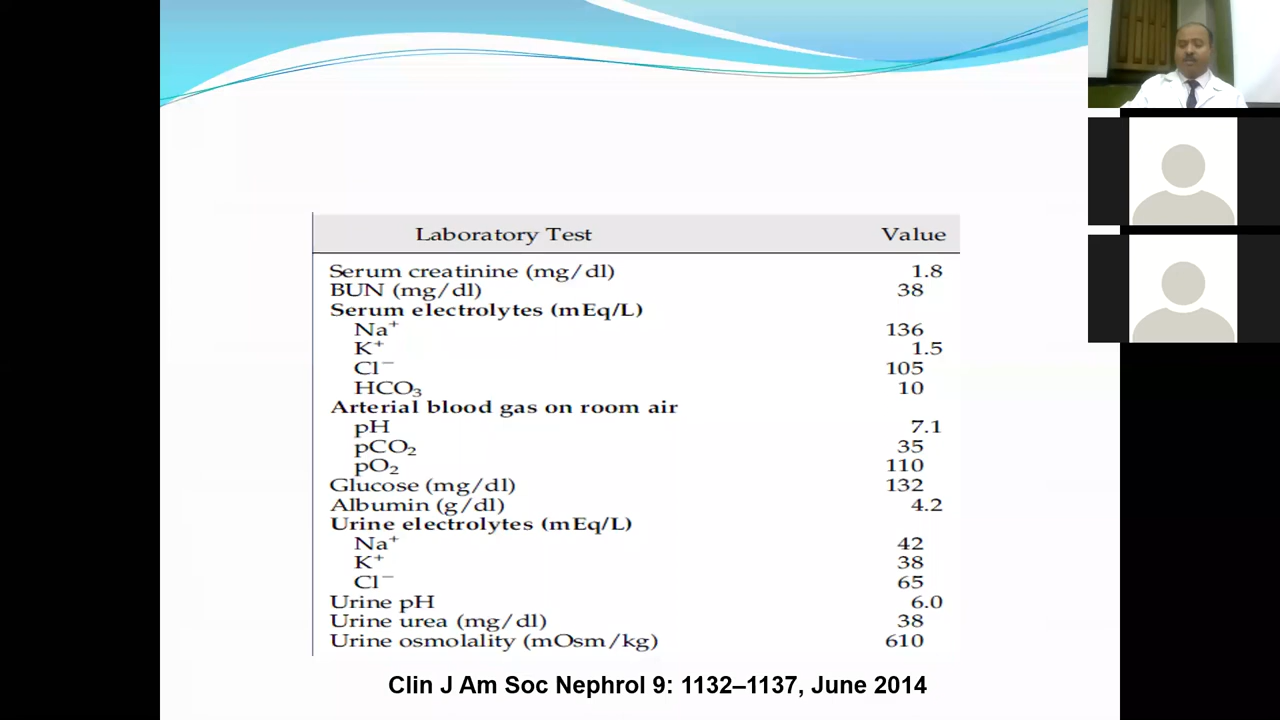 Laboratory Test Value
Serum creatinine (mg/dl) 1.8
BUN (mg/dl) 38
Serum electrolytes (mEq/L)
Na⁺ 136
K⁺ 1.5
Cl⁻ 105
HCO₃ 10
Arterial blood gas on room air
pH 7.1
pCO₂ 35
pO₂ 110
Glucose (mg/dl) 132
Albumin (g/dl) 4.2
Urine electrolytes (mEq/L)
Na⁺ 42
K⁺ 38
Cl⁻ 65
Urine pH 6.0
Urine urea (mg/dl) 38
Urine osmolality (mOsm/kg) 610
Clin J Am Soc Nephrol 9: 1132–1137, June 2014